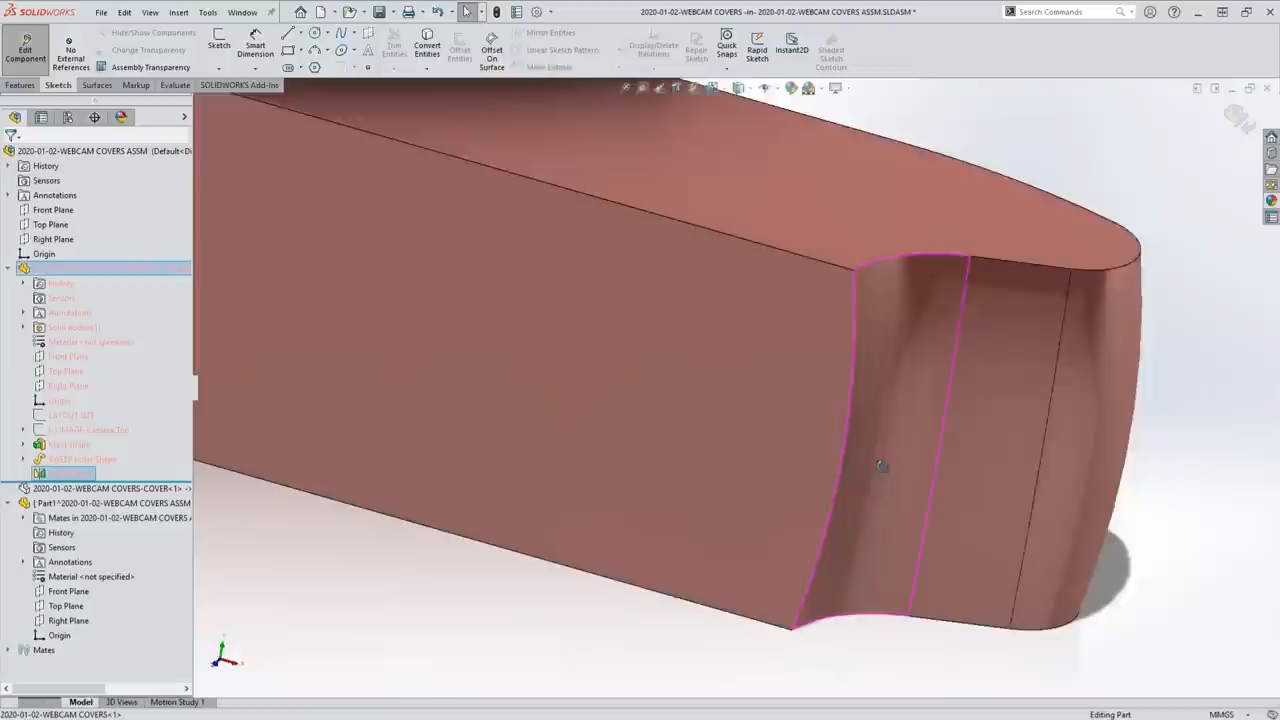 SOLIDWORKS
File
Edit
View
Insert
Tools
Window
2020-01-02-WEBCAM COVERS -in- 2020-01-02-WEBCAM COVERS ASSM.SLDASM *
Search Commands
Edit Component
No External References
Hide/Show Components
Change Transparency
Assembly Transparency
Sketch
Smart Dimension
Trim Entities
Convert Entities
Offset Entities
Offset On Surface
Mirror Entities
Linear Sketch Pattern
Move Entities
Display/Delete Relations
Repair Sketch
Quick Snaps
Rapid Sketch
Instant2D
Shaded Sketch Contours
Features
Sketch
Surfaces
Markup
Evaluate
SOLIDWORKS Add-Ins
2020-01-02-WEBCAM COVERS ASSM (Default<Di
History
Sensors
Annotations
Front Plane
Top Plane
Right Plane
Origin
History
Sensors
Annotations
Solid Bodies(1)
Material <not specified>
Front Plane
Top Plane
Right Plane
Origin
Main Shape
SWEEP Outer Shape
2020-01-02-WEBCAM COVERS-COVER<1> ->
[ Part1^2020-01-02-WEBCAM COVERS ASSM
Mates in 2020-01-02-WEBCAM COVERS A
History
Sensors
Annotations
Material <not specified>
Front Plane
Top Plane
Right Plane
Origin
Mates
Model
3D Views
Motion Study 1
2020-01-02-WEBCAM COVERS<1>
Editing Part
MMGS